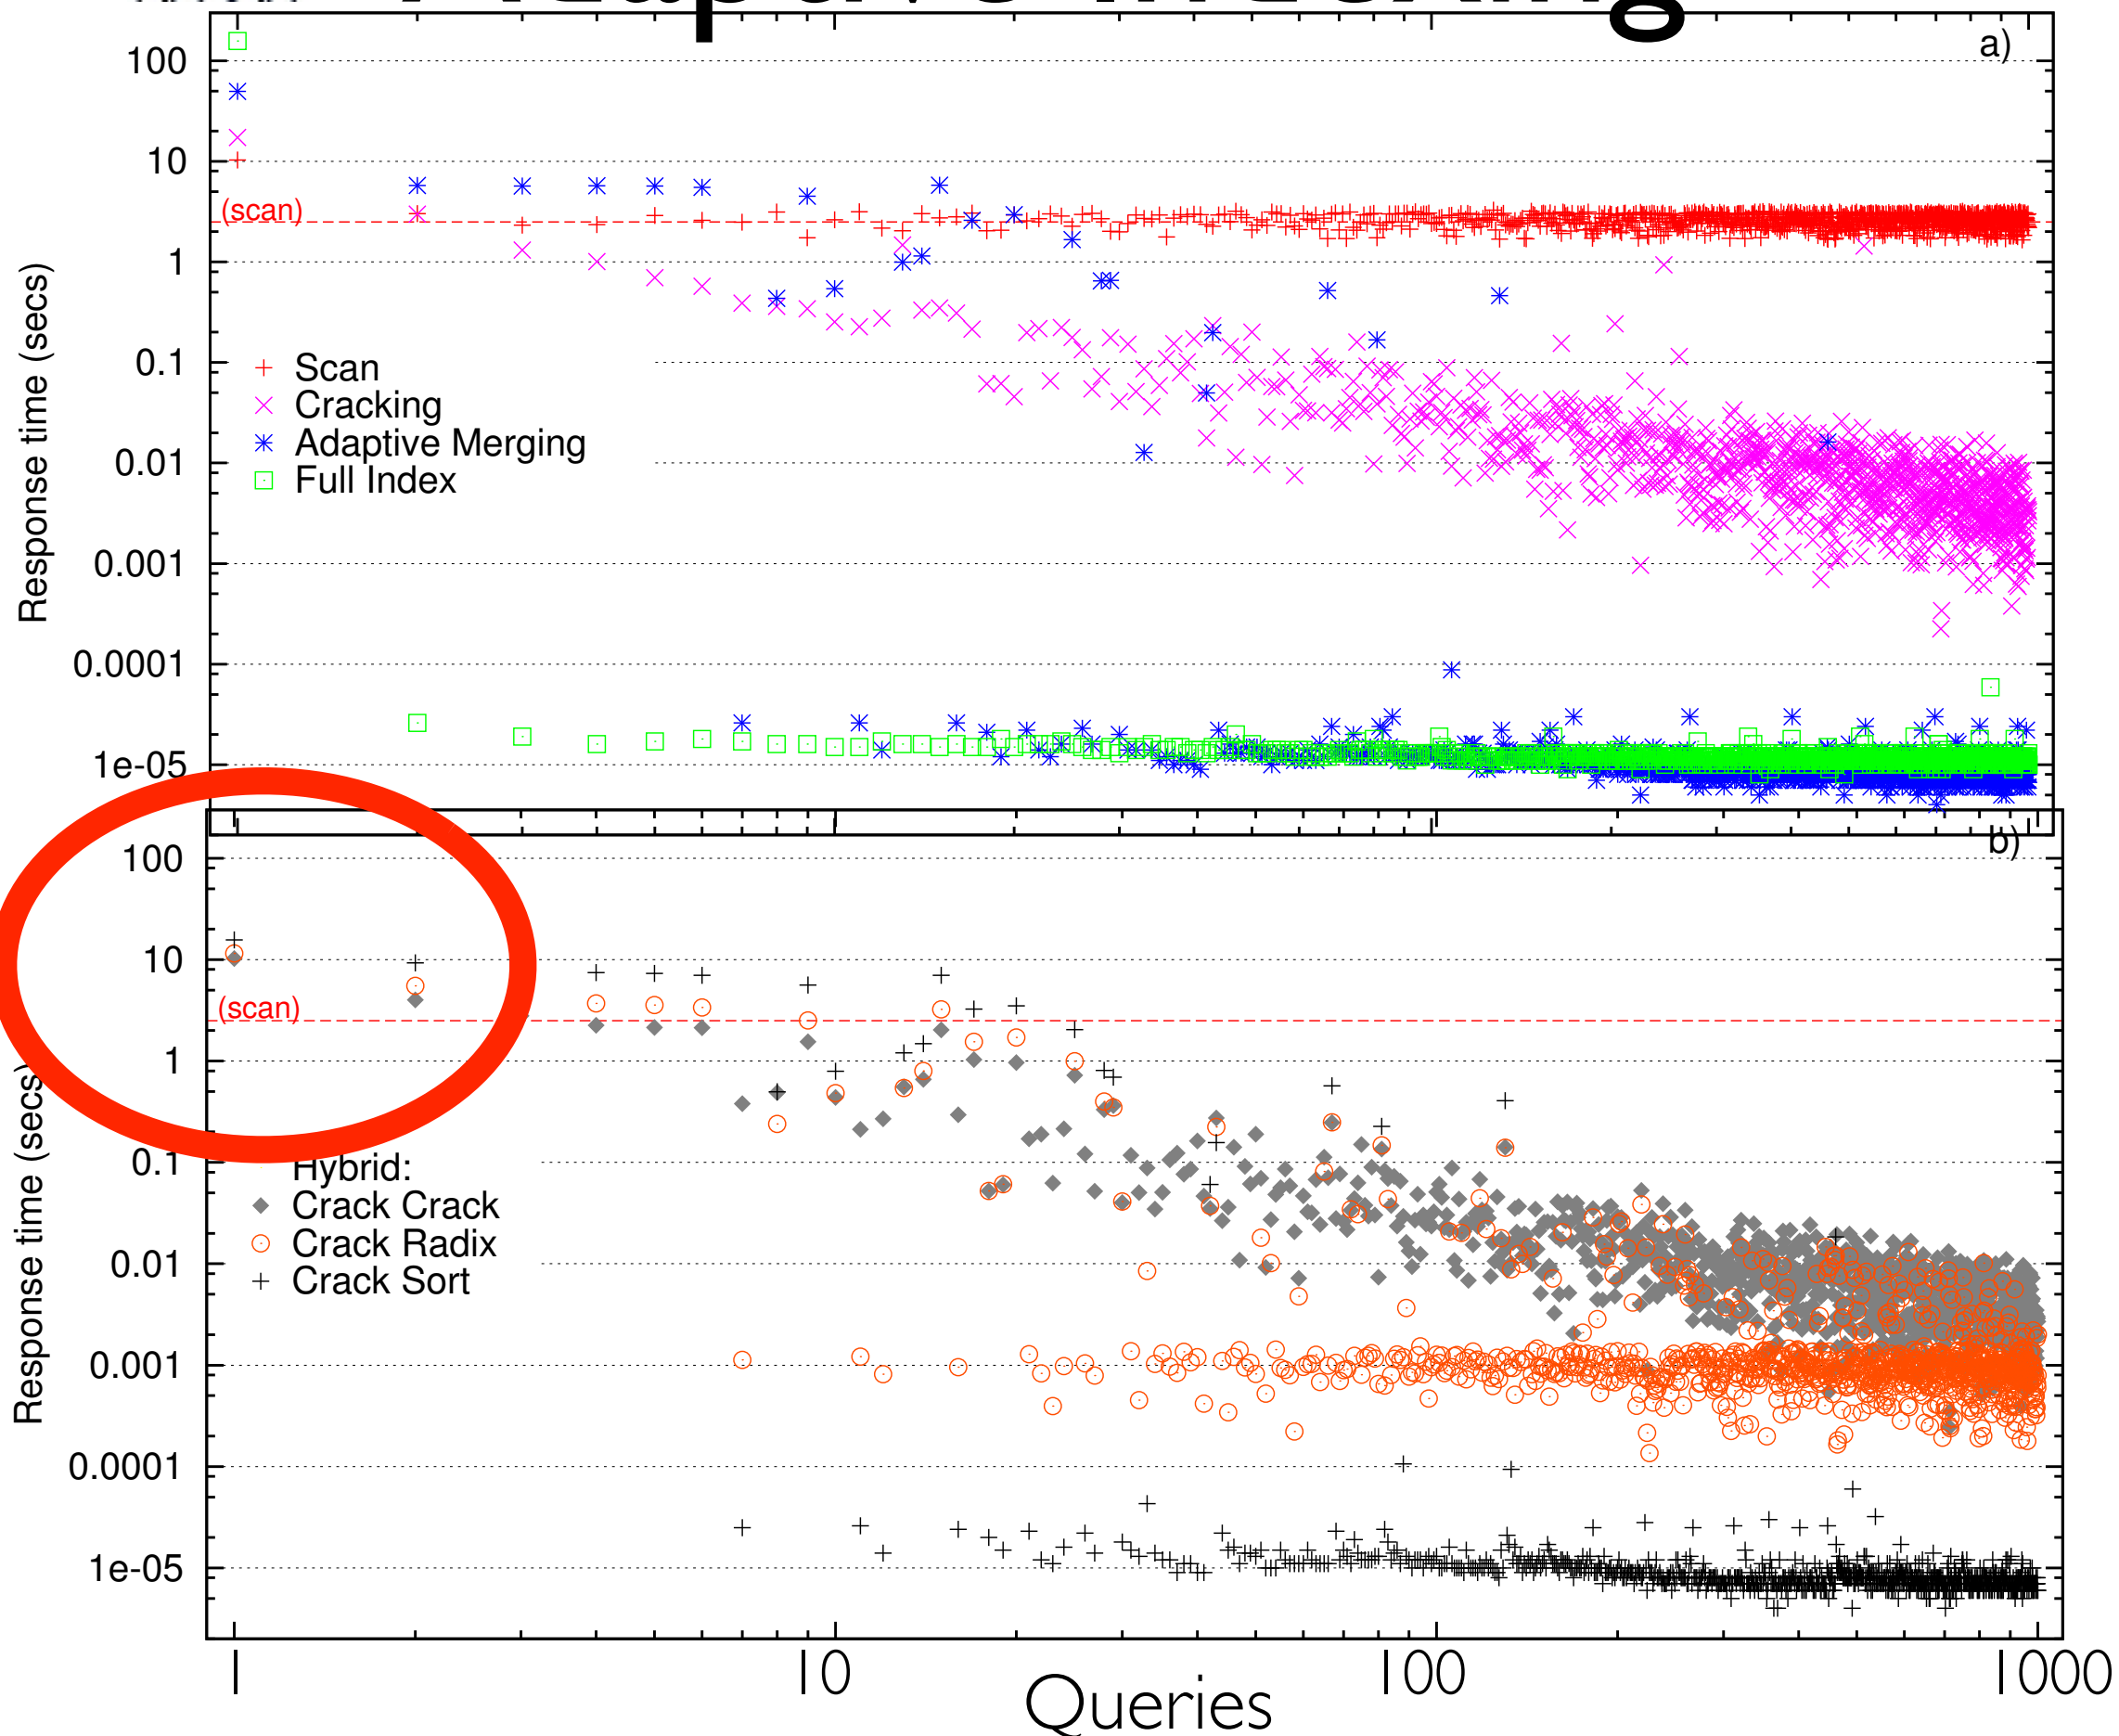 a)
100
10
(scan)
1
0.1
0.01
0.001
0.0001
1e-05
Response time (secs)
Scan
Cracking
Adaptive Merging
Full Index
b)
100
10
(scan)
1
0.1
0.01
0.001
0.0001
1e-05
Response time (secs)
Hybrid:
Crack Crack
Crack Radix
Crack Sort
1 10 100 1000
Queries